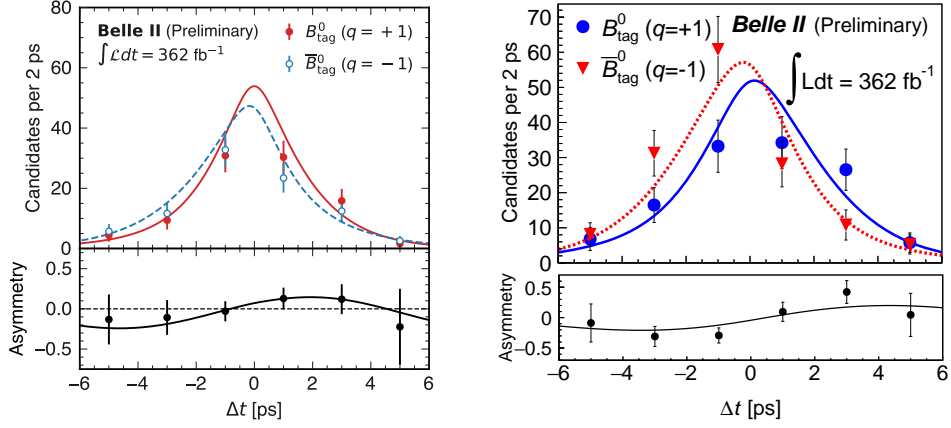 Belle II (Preliminary)
∫ℒdt = 362 fb⁻¹
B⁰tag (q = +1)
B̅⁰tag (q = −1)
Candidates per 2 ps
80
60
40
20
0
Asymmetry
0.5
0.0
−0.5
−6 −4 −2 0 2 4 6
Δt [ps]
Belle II (Preliminary)
B⁰tag (q=+1)
B̅⁰tag (q=-1)
∫Ldt = 362 fb⁻¹
Candidates per 2 ps
70
60
50
40
30
20
10
0
Asymmetry
0.5
0
−0.5
−6 −4 −2 0 2 4 6
Δt [ps]